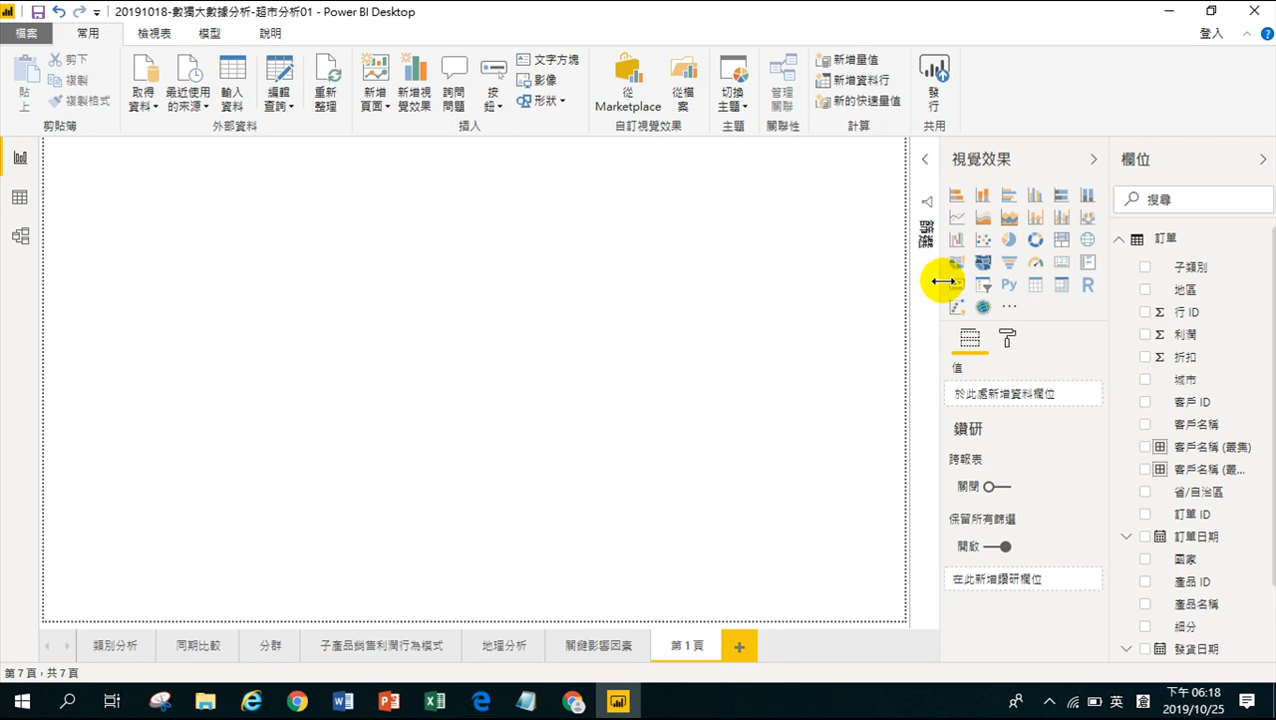 20191018-數獨大數據分析-超市分析01 - Power BI Desktop
檔案 常用 檢視表 模型 說明 登入
貼上
剪下
複製
複製格式
剪貼簿
取得資料
最近使用的來源
輸入資料
編輯查詢
重新整理
外部資料
新增頁面
新增視覺效果
詢問問題
按鈕
文字方塊
影像
形狀
插入
從 Marketplace
從檔案
自訂視覺效果
切換主題
主題
管理關聯
關聯性
新增量值
新增資料行
新的快速量值
計算
發行
共用
篩選
視覺效果
Py
R
值
於此處新增資料欄位
鑽研
跨報表
關閉
保留所有篩選
開啟
在此新增鑽研欄位
欄位
搜尋
訂單
子類別
地區
Σ 行 ID
Σ 利潤
Σ 折扣
城市
客戶 ID
客戶名稱
客戶名稱 (叢集)
客戶名稱 (叢...
省/自治區
訂單 ID
訂單日期
國家
產品 ID
產品名稱
細分
發貨日期
類別分析 同期比較 分群 子產品銷售利潤行為模式 地理分析 關鍵影響因素 第 1 頁
第 7 頁，共 7 頁
英
下午 06:18
2019/10/25